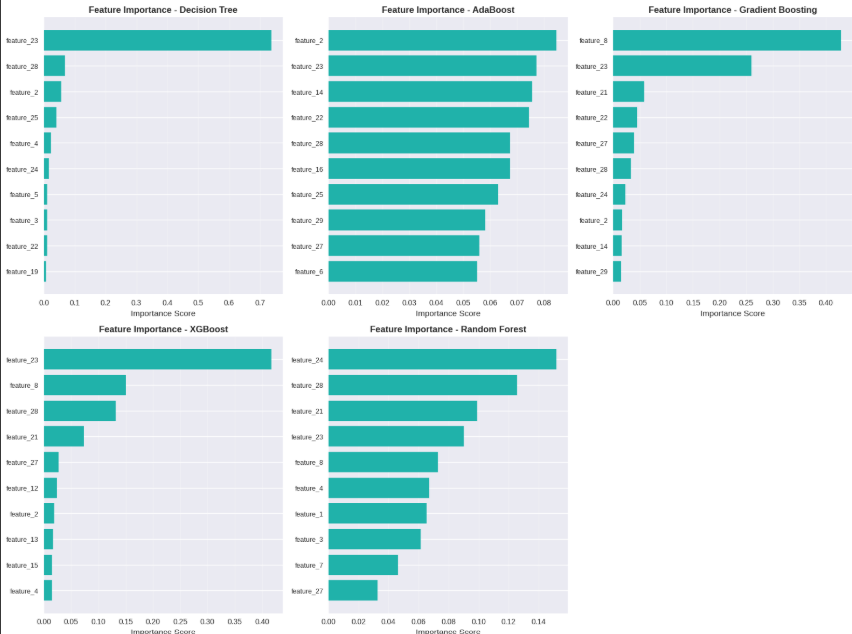 Feature Importance - Decision Tree
feature_23
feature_28
feature_2
feature_25
feature_4
feature_24
feature_5
feature_3
feature_22
feature_19
0.0 0.1 0.2 0.3 0.4 0.5 0.6 0.7
Importance Score
Feature Importance - AdaBoost
feature_2
feature_23
feature_14
feature_22
feature_28
feature_16
feature_25
feature_29
feature_27
feature_6
0.00 0.01 0.02 0.03 0.04 0.05 0.06 0.07 0.08
Importance Score
Feature Importance - Gradient Boosting
feature_8
feature_23
feature_21
feature_22
feature_27
feature_28
feature_24
feature_2
feature_14
feature_29
0.00 0.05 0.10 0.15 0.20 0.25 0.30 0.35 0.40
Importance Score
Feature Importance - XGBoost
feature_23
feature_8
feature_28
feature_21
feature_27
feature_12
feature_2
feature_13
feature_15
feature_4
0.00 0.05 0.10 0.15 0.20 0.25 0.30 0.35 0.40
Importance Score
Feature Importance - Random Forest
feature_24
feature_28
feature_21
feature_23
feature_8
feature_4
feature_1
feature_3
feature_7
feature_27
0.00 0.02 0.04 0.06 0.08 0.10 0.12 0.14
Importance Score